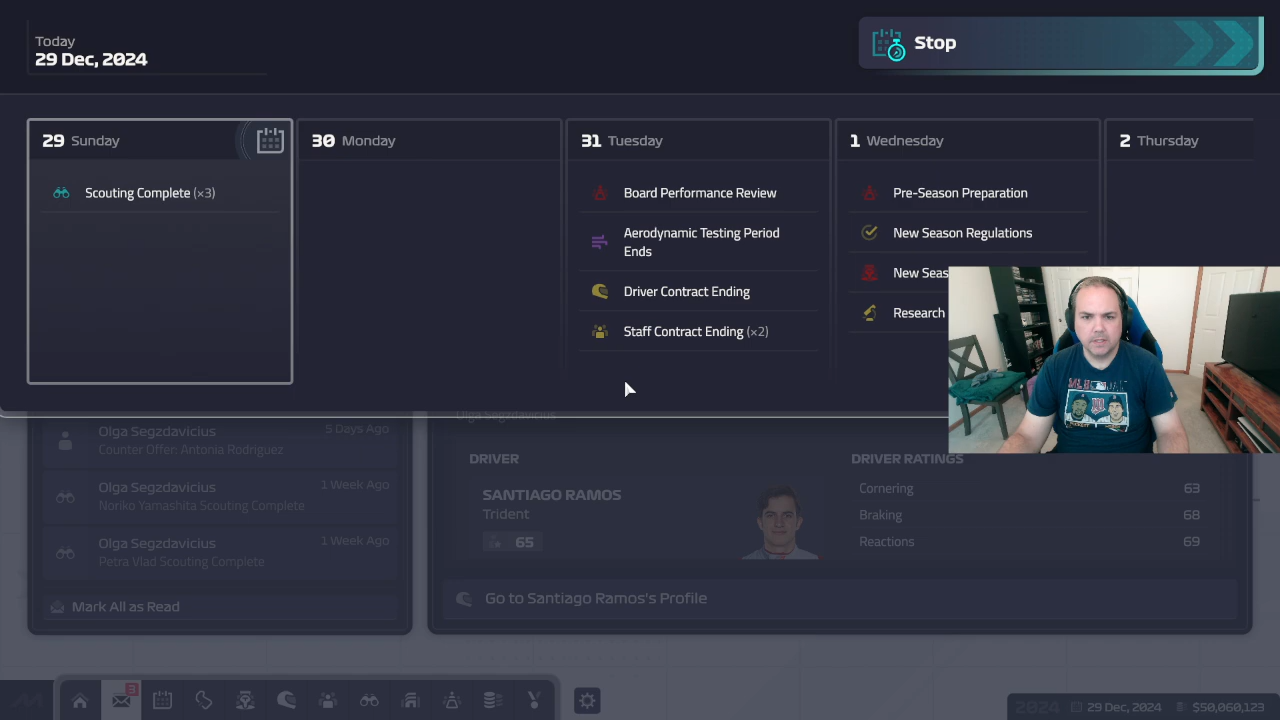 Today
29 Dec, 2024
Stop
29 Sunday
Scouting Complete (×3)
30 Monday
31 Tuesday
Board Performance Review
Aerodynamic Testing Period
Ends
Driver Contract Ending
Staff Contract Ending (×2)
1 Wednesday
Pre-Season Preparation
New Season Regulations
New Seas
Research
2 Thursday
Olga Segzdavicius
5 Days Ago
Counter Offer: Antonia Rodriguez
Olga Segzdavicius
1 Week Ago
Noriko Yamashita Scouting Complete
Olga Segzdavicius
1 Week Ago
Petra Vlad Scouting Complete
Mark All as Read
Olga Segzdavicius
DRIVER
SANTIAGO RAMOS
Trident
65
DRIVER RATINGS
Cornering 63
Braking 68
Reactions 69
Go to Santiago Ramos's Profile
3
2024 29 Dec, 2024 $50,060,123